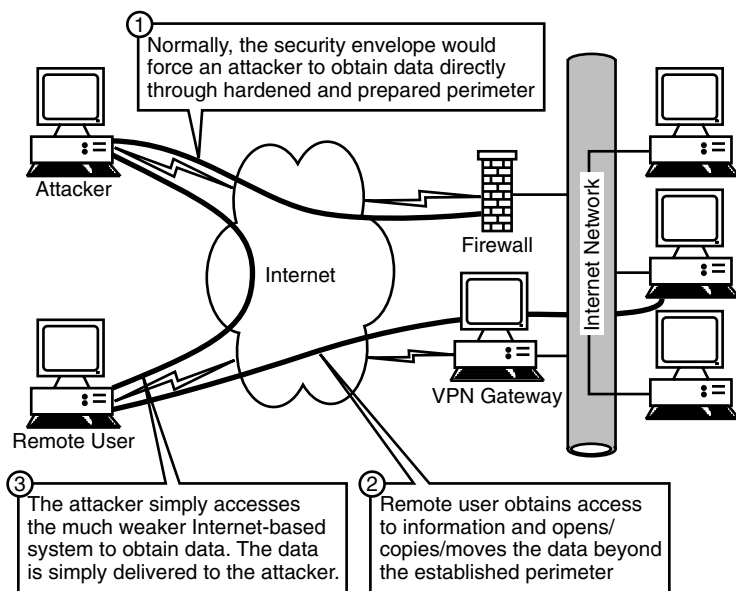 1
Normally, the security envelope would
force an attacker to obtain data directly
through hardened and prepared perimeter
Attacker
Firewall
Internet
Internet Network
VPN Gateway
Remote User
3
The attacker simply accesses
the much weaker Internet-based
system to obtain data. The data
is simply delivered to the attacker.
2
Remote user obtains access
to information and opens/
copies/moves the data beyond
the established perimeter